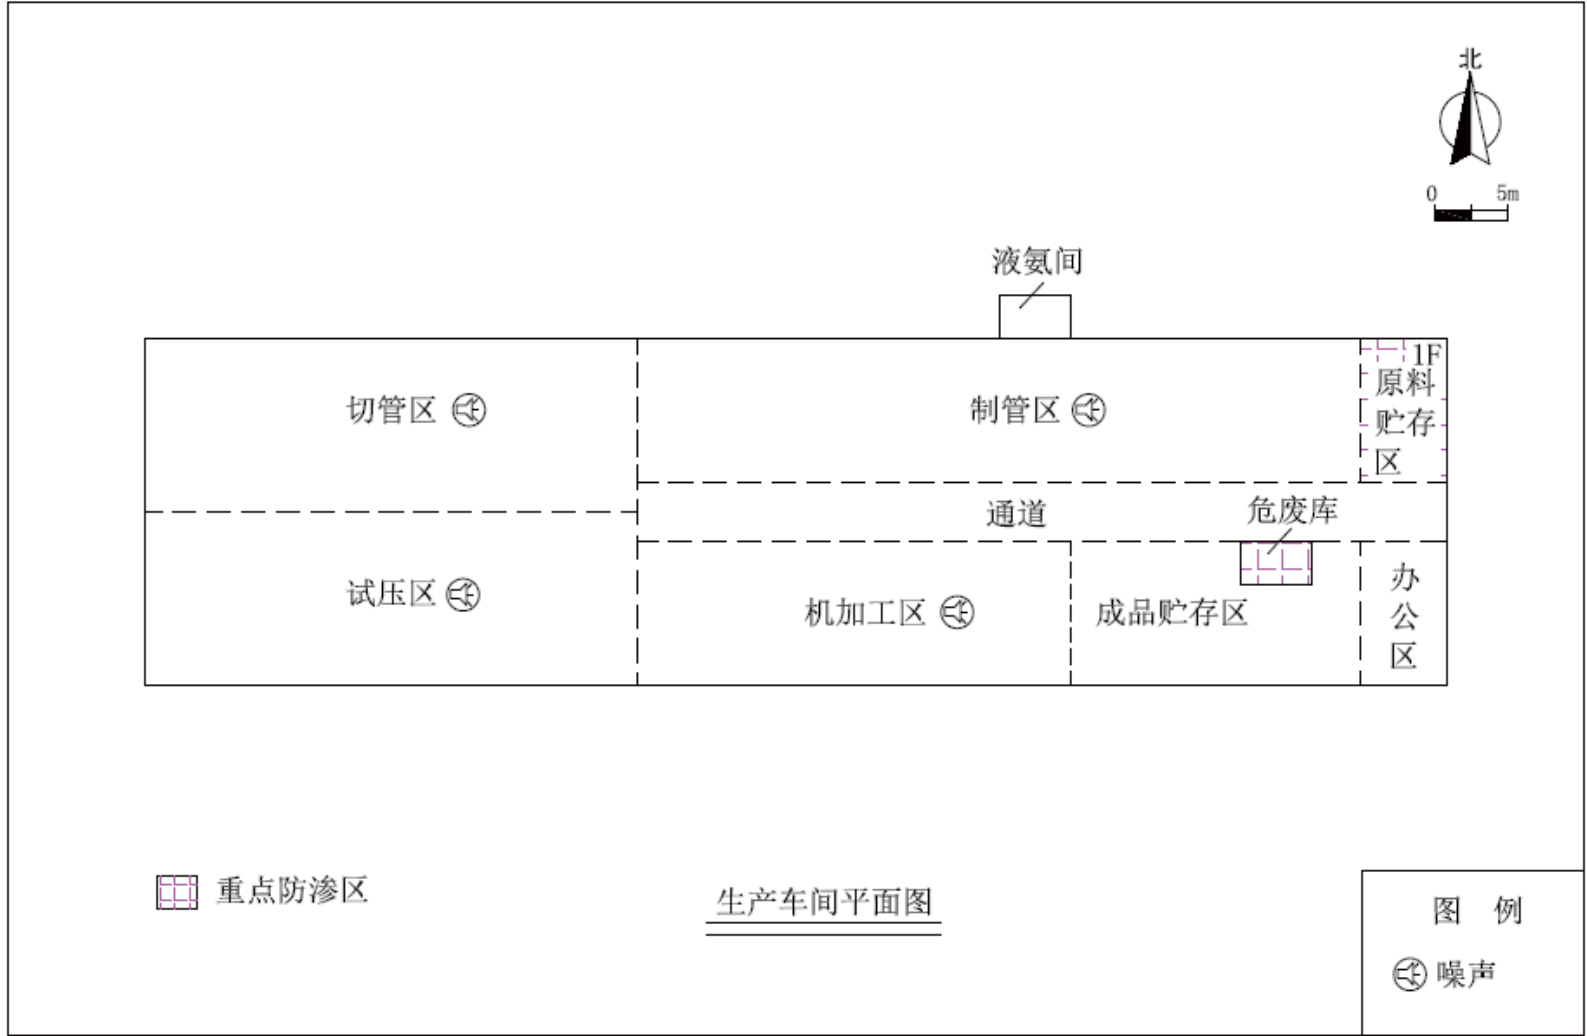 北
0 5m
液氨间
1F
切管区
制管区
原料
贮存
区
通道
危废库
试压区
机加工区
成品贮存区
办
公
区
重点防渗区
生产车间平面图
图 例
噪声